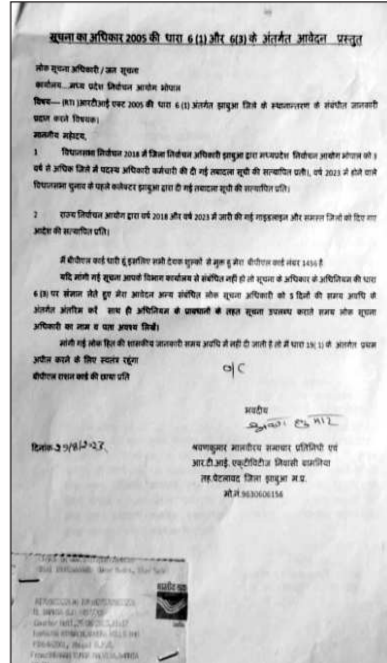 सूचना का अधिकार 2005 की धारा 6 (1) और 6(3) के अंतर्गत आवेदन प्रस्तुत
लोक सूचना अधिकारी / जन सूचना
कार्यालय....मध्य प्रदेश निर्वाचन आयोग भोपाल
विषय--- (RTI )आरटीआई एक्ट 2005 की धारा 6 (1) अंतर्गत झाबुआ जिले के स्थानान्तरण के संबंधीत जानकारी
प्रदान करने विषयक।
माननीय महोदय,
1 विधानसभा निर्वाचन 2018 में जिला निर्वाचन अधिकारी झाबुआ द्वारा मध्यप्रदेश निर्वाचन आयोग भोपाल को 3
वर्ष से अधिक जिले में पदस्थ अधिकारी कर्मचारी की दी गई तबादला सूची की सत्यापित प्रती, वर्ष 2023 में होने वाले
विधानसभा चुनाव के पहले कलेक्टर झाबुआ द्वारा दी गई तबादला सूची की सत्यापित प्रति।
2 राज्य निर्वाचन आयोग द्वारा वर्ष 2018 और वर्ष 2023 में जारी की गई गाइडलाइन और समस्त जिलों को दिए गए
आदेश की सत्यापित प्रति।
में बीपीएल कार्ड धारी हूं इसलिए सभी देयक शुल्कों से मुक्त हु मेरा बीपीएल कार्ड नंबर 1456 है
यदि मांगी गई सूचना आपके विभाग कार्यालय से संबंधित नहीं हो तो सूचना के अधिकार के अधिनियम की धारा
6 (3) पर संज्ञान लेते हुए मेरा आवेदन अन्य संबंधित लोक सूचना अधिकारी को 5 दिनों की समय अवधि के
अंतर्गत अंतरिम करें साथ ही अधिनियम के प्रावधानों के तहत सूचना उपलब्ध कराते समय लोक सूचना
अधिकारी का नाम व पता अवश्य लिखें।
मांगी गई लोक हित की शासकीय जानकारी समय अवधि में नहीं दी जाती है तो में धारा 19( 1) के अंतर्गत प्रथम
अपील करने के लिए स्वतंत्र रहूंगा
बीपीएल राशन कार्ड की छाया प्रति
O/C
भवदीय
दिनांक
श्रवणकुमार मालवीय समाचार प्रतिनिधी एवं
आर.टी.आई. एक्टीविटीज निवासी बामनिया
तह.पेटलावद जिला झाबुआ म.प्र.
मो.नं.9630606156